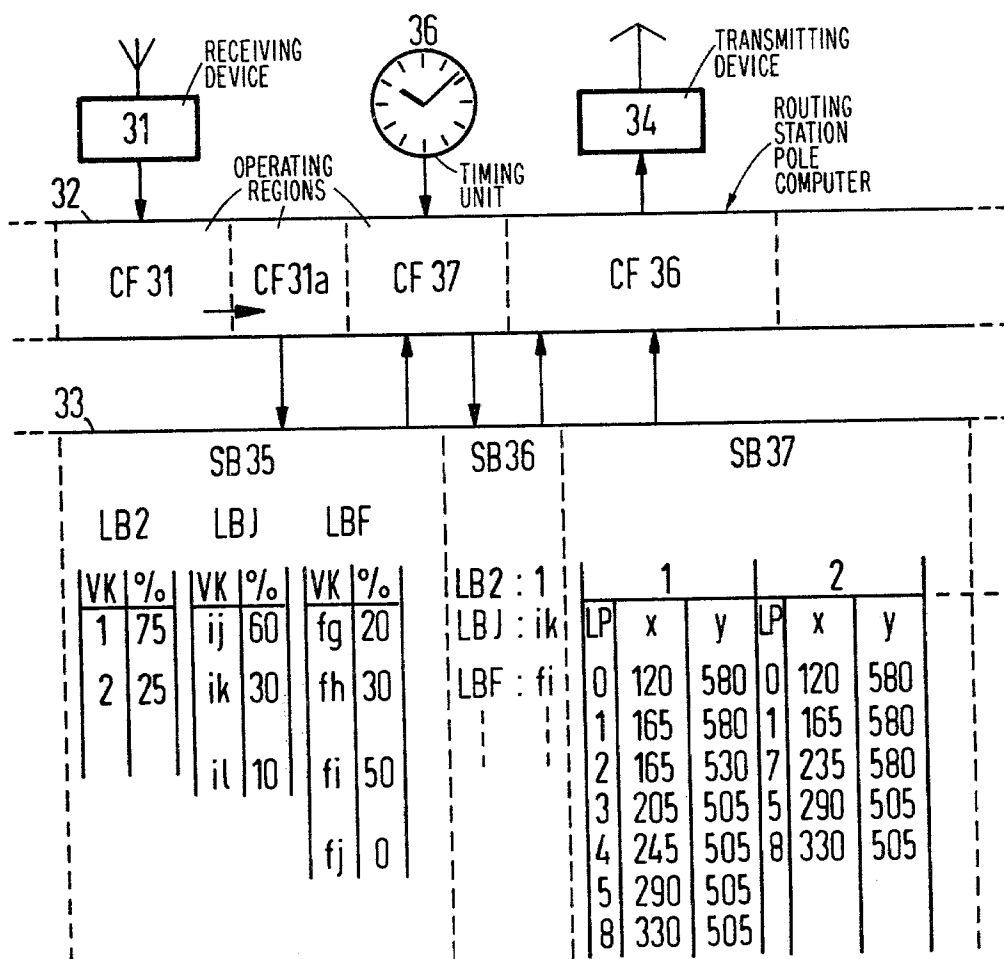 RECEIVING
DEVICE
31
36
TIMING
UNIT
34
TRANSMITTING
DEVICE
ROUTING
STATION
POLE
COMPUTER
OPERATING
REGIONS
32
CF 31
CF31a
CF 37
CF 36
33
SB35
SB36
SB37
LB2
LBJ
LBF
VK % VK % VK %
1 75 ij 60 fg 20
2 25 ik 30 fh 30
il 10 fi 50
fj 0
LB2 : 1
LBJ : ik
LBF : fi
1 2
LP x y LP x y
0 120 580 0 120 580
1 165 580 1 165 580
2 165 530 7 235 580
3 205 505 5 290 505
4 245 505 8 330 505
5 290 505
8 330 505